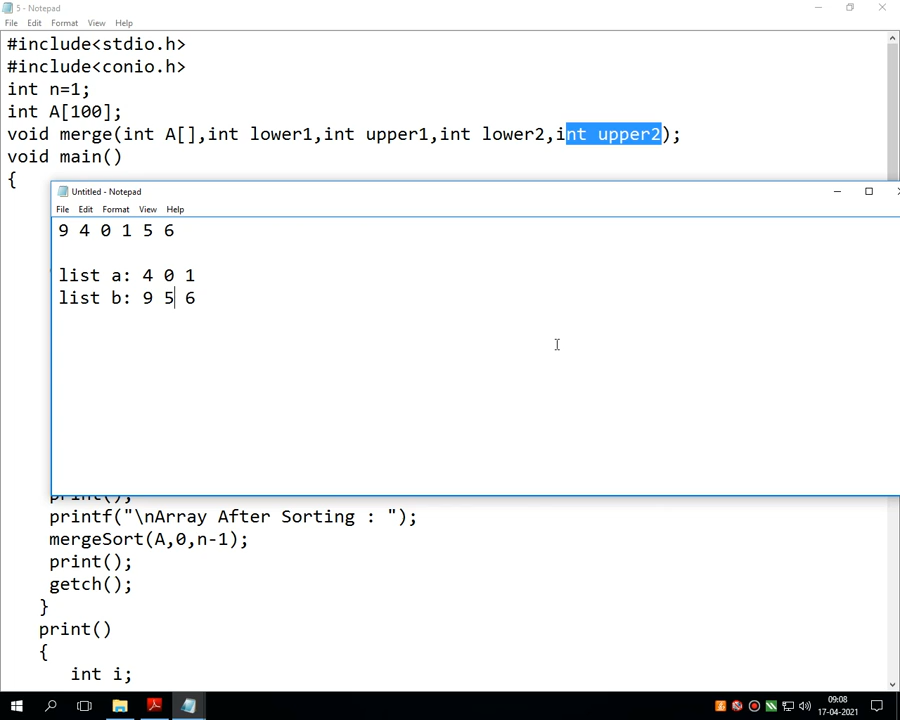 5 - Notepad
File Edit Format View Help
#include<stdio.h>
#include<conio.h>
int n=1;
int A[100];
void merge(int A[],int lower1,int upper1,int lower2,int upper2);
void main()
{
Untitled - Notepad
File Edit Format View Help
9 4 0 1 5 6
list a: 4 0 1
list b: 9 5 6
print();
printf("\nArray After Sorting : ");
mergeSort(A,0,n-1);
print();
getch();
}
print()
{
int i;
09:08
17-04-2021